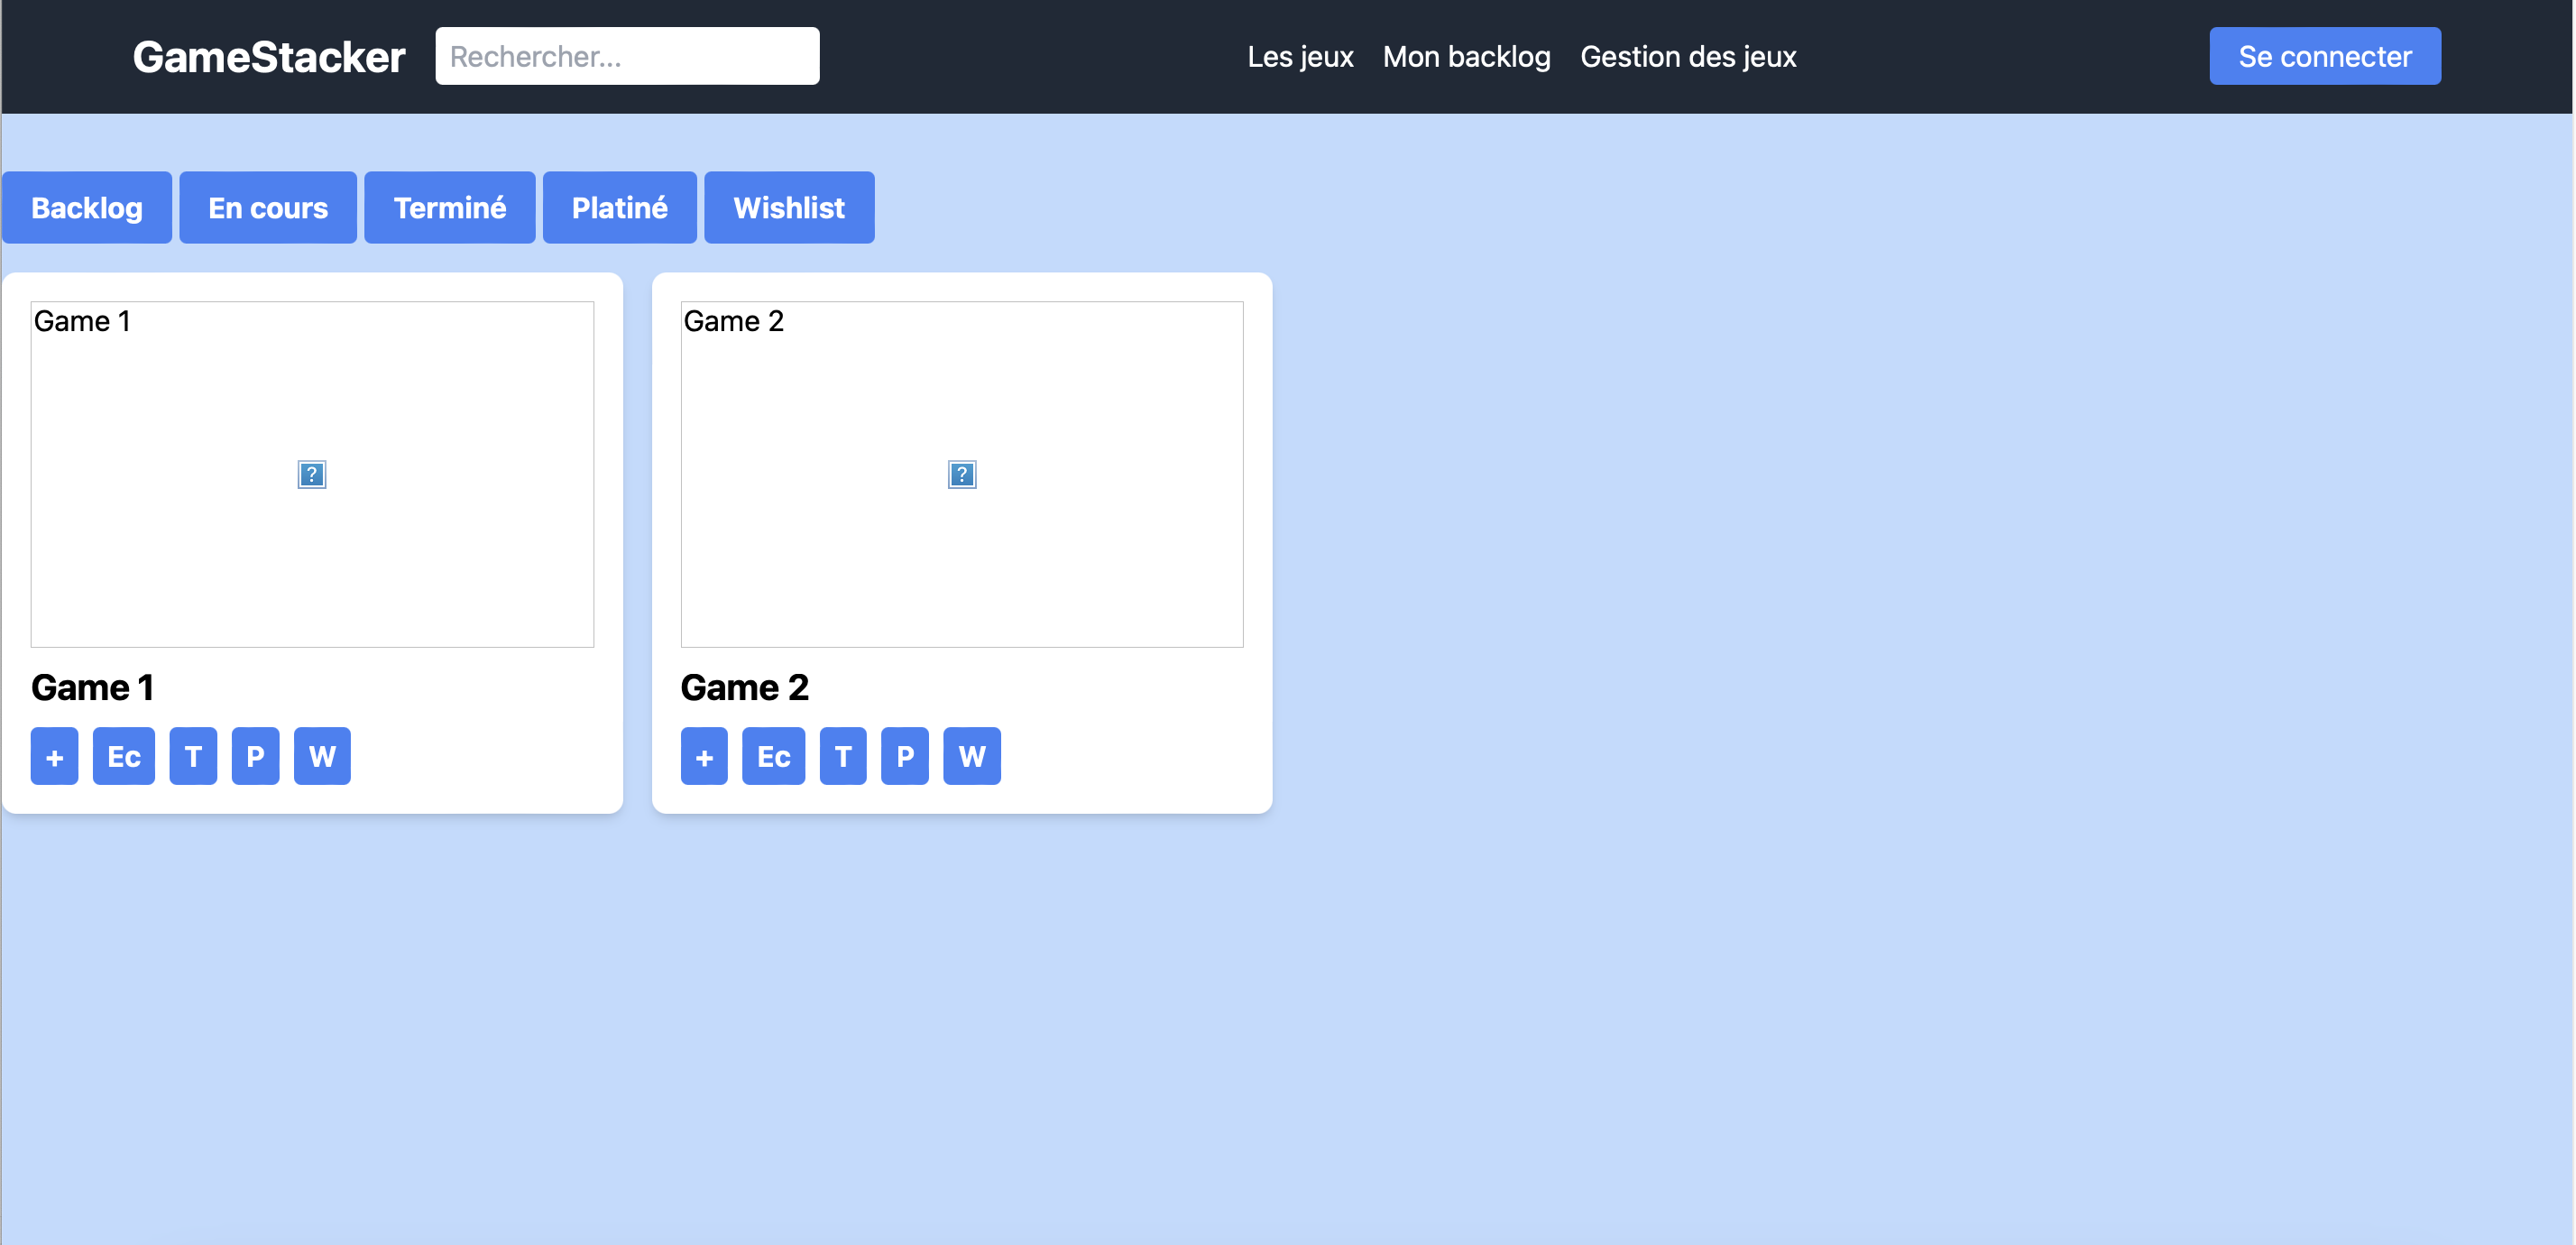 GameStacker Rechercher... Les jeux Mon backlog Gestion des jeux Se connecter
Backlog En cours Terminé Platiné Wishlist
Game 1
?
Game 1
+ Ec T P W
Game 2
?
Game 2
+ Ec T P W